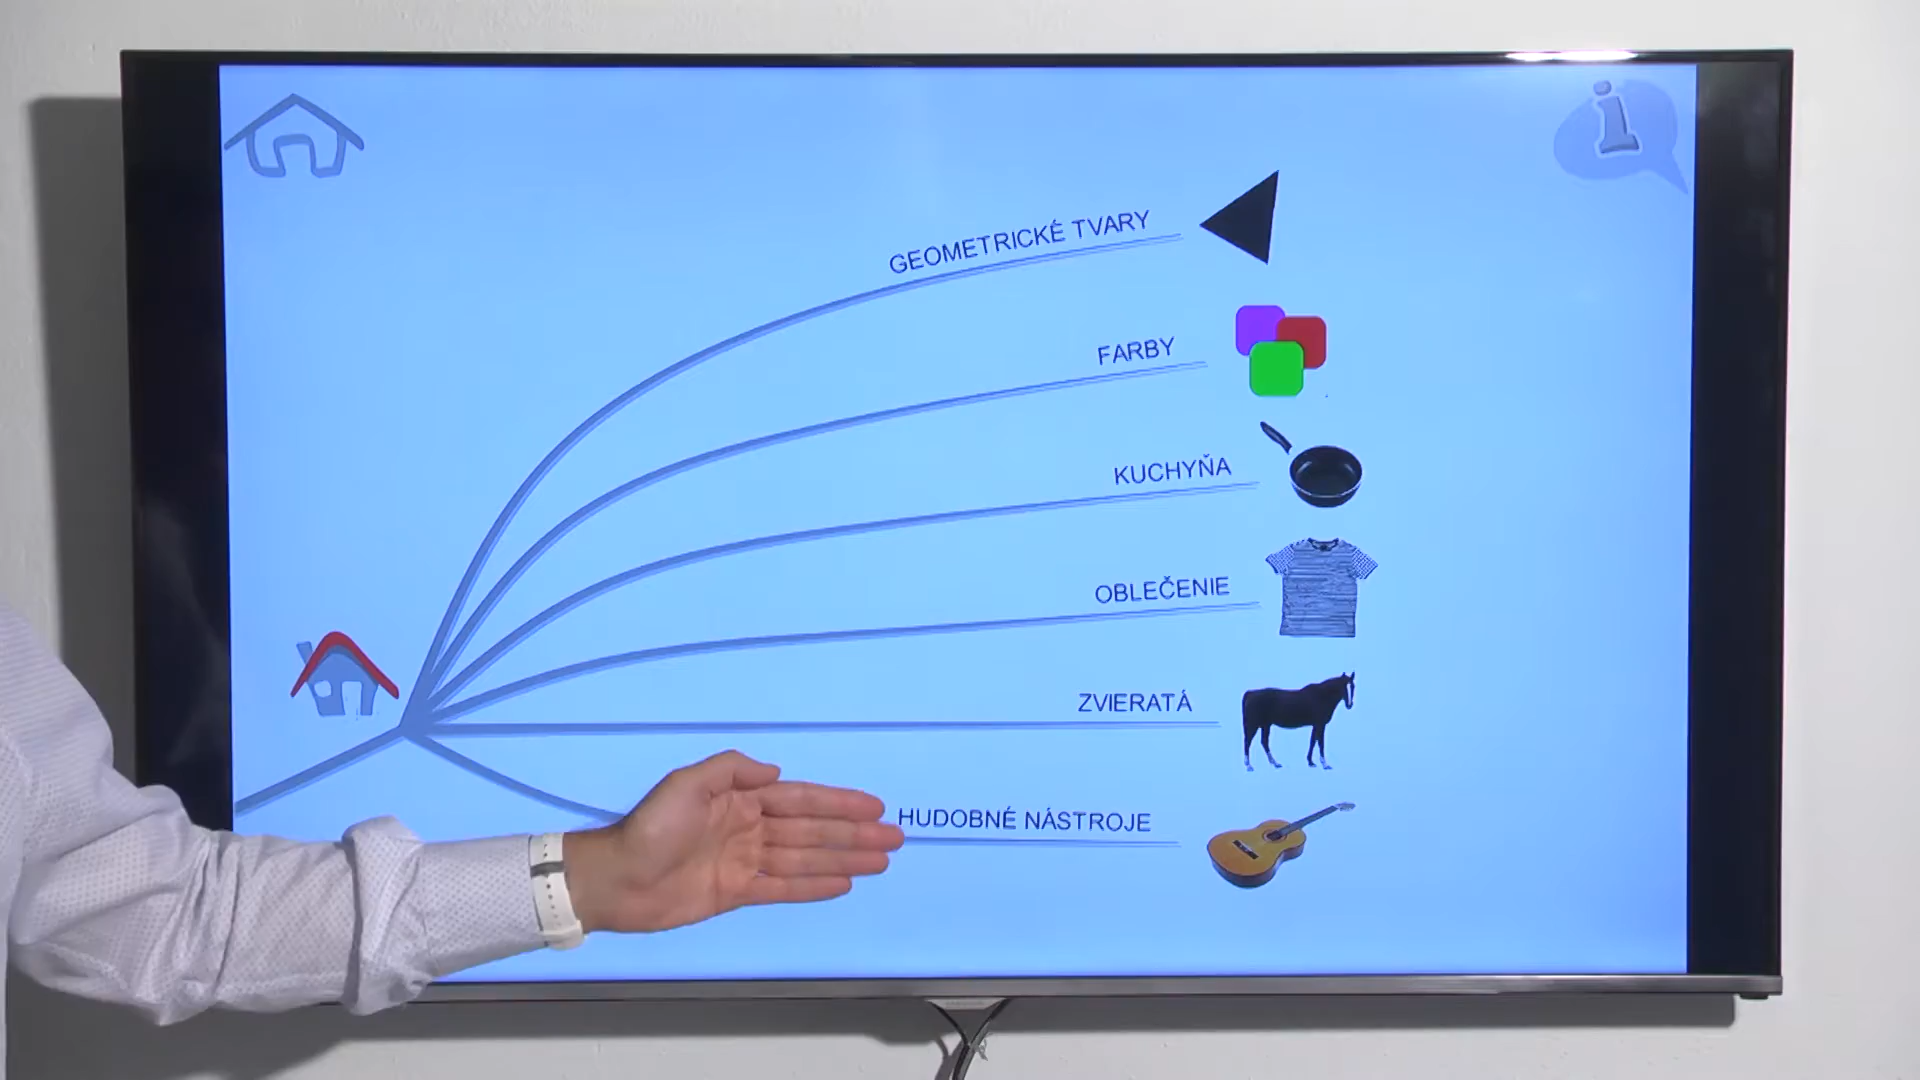 GEOMETRICKÉ TVARY
FARBY
KUCHYŇA
OBLEČENIE
ZVIERATÁ
HUDOBNÉ NÁSTROJE